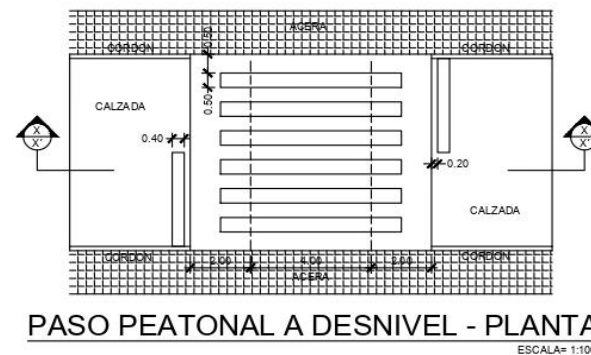 ACERA
CORDON
CORDON
0.50
CALZADA
0.50
X
X'
0.40
X
X'
0.20
CALZADA
CORDON
2.00
4.00
2.00
CORDON
ACERA
PASO PEATONAL A DESNIVEL - PLANTA
ESCALA= 1:100